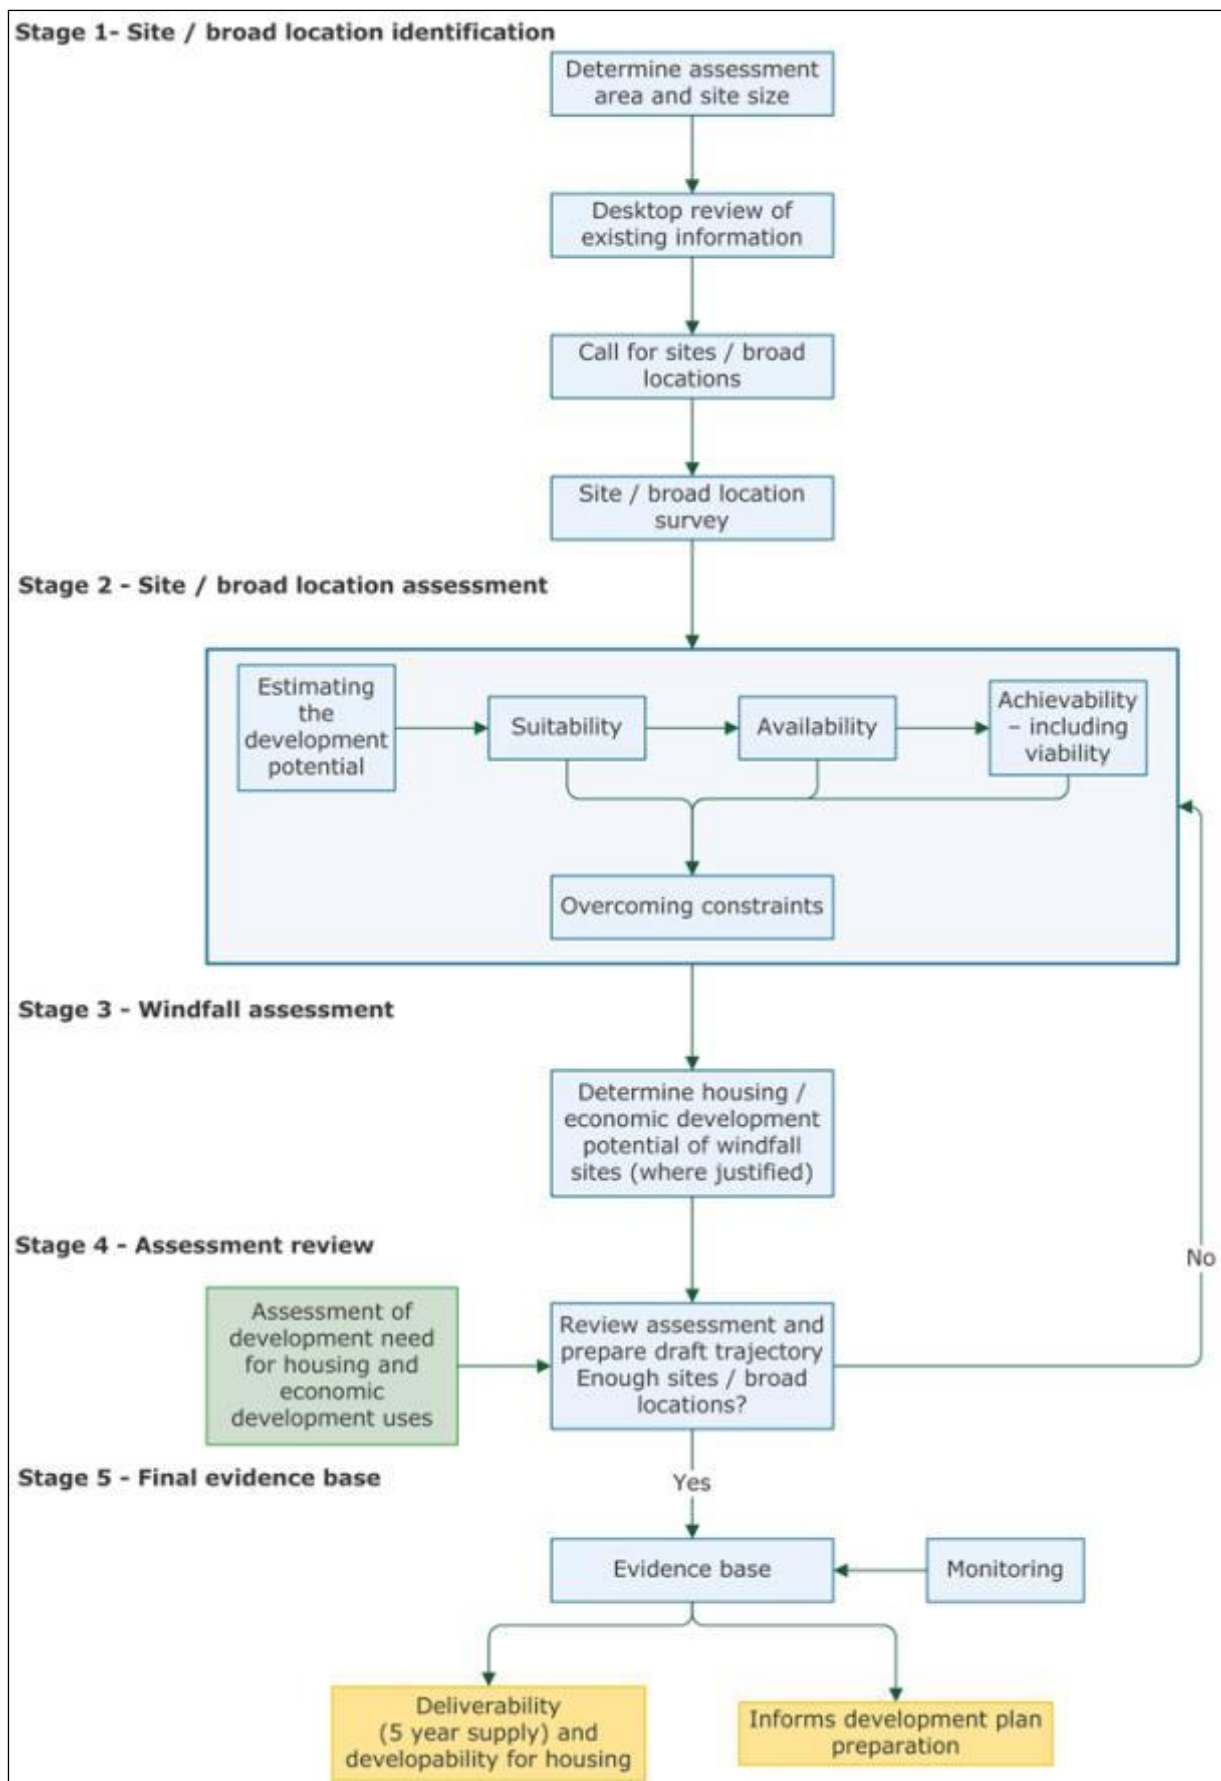 Stage 1- Site / broad location identification
Determine assessment
area and site size
Desktop review of
existing information
Call for sites / broad
locations
Site / broad location
survey
Stage 2 - Site / broad location assessment
Estimating
the
development
potential
Suitability
Availability
Achievability
– including
viability
Overcoming constraints
Stage 3 - Windfall assessment
Determine housing /
economic development
potential of windfall
sites (where justified)
Stage 4 - Assessment review
No
Assessment of
development need
for housing and
economic
development uses
Review assessment and
prepare draft trajectory
Enough sites / broad
locations?
Stage 5 - Final evidence base
Yes
Evidence base
Monitoring
Deliverability
(5 year supply) and
developability for housing
Informs development plan
preparation